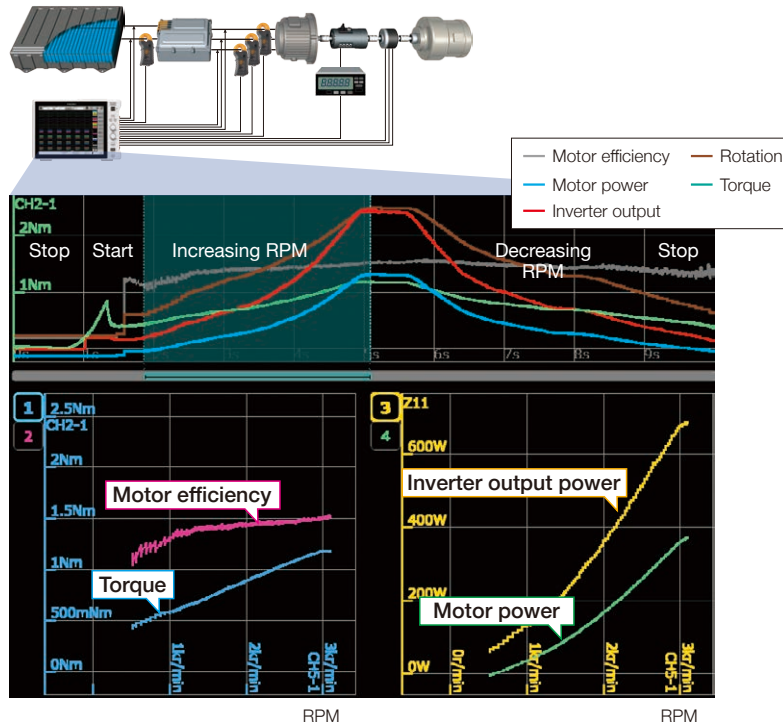 88888
Motor efficiency
Rotation
Motor power
Torque
Inverter output
CH2-1
2Nm
Stop
Start
Increasing RPM
Decreasing
RPM
Stop
1Nm
1s
5s
6s
7s
8s
9s
1
2
2.5Nm
CH2-1
2Nm
Motor efficiency
1.5Nm
1Nm
Torque
500mNm
0Nm
1kr/min
2kr/min
3kr/min
CH5-1
RPM
3
4
Z11
600W
Inverter output power
400W
200W
Motor power
0W
0r/min
1kr/min
2kr/min
3kr/min
CH5-1
RPM